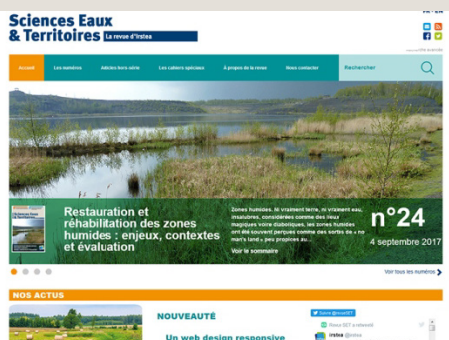 Sciences Eaux
& Territoires La revue d'Irstea
FR - EN
Accueil Les numéros Articles hors-série Les cahiers spéciaux A propos de la revue Nous contacter Rechercher
Restauration et
réhabilitation des zones
humides : enjeux, contextes
et évaluation
Zones humides. Ni vraiment terre, ni vraiment eau,
insalubres, considérées comme des lieux
magiques voire diaboliques, les zones humides
ont été souvent perçues comme des sortes de « no
man's land » peu propices au...
Voir le sommaire
n°24
4 septembre 2017
Voir tous les numéros
NOS ACTUS
NOUVEAUTÉ
Un web design responsive
Suivre @revueSET
Revue SET a retweeté
irstea @irstea